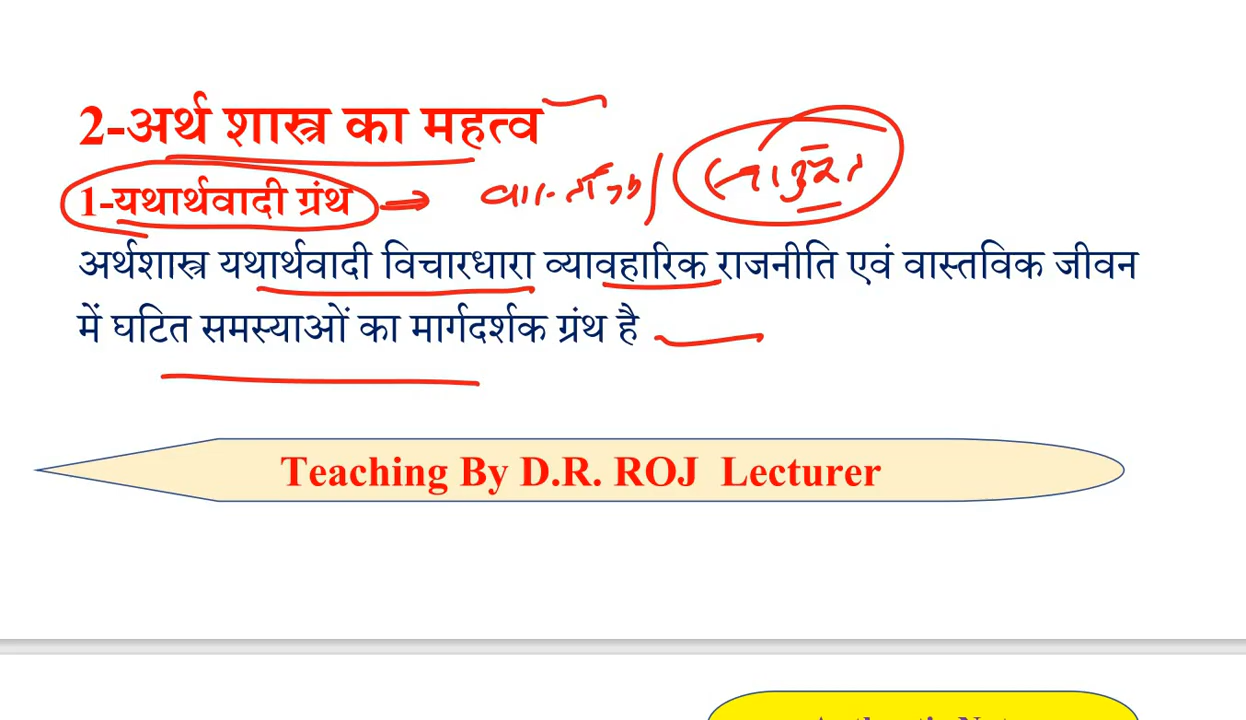 2-अर्थ शास्त्र का महत्व
1-यथार्थवादी ग्रंथ
अर्थशास्त्र यथार्थवादी विचारधारा व्यावहारिक राजनीति एवं वास्तविक जीवन
में घटित समस्याओं का मार्गदर्शक ग्रंथ है
Teaching By D.R. ROJ Lecturer